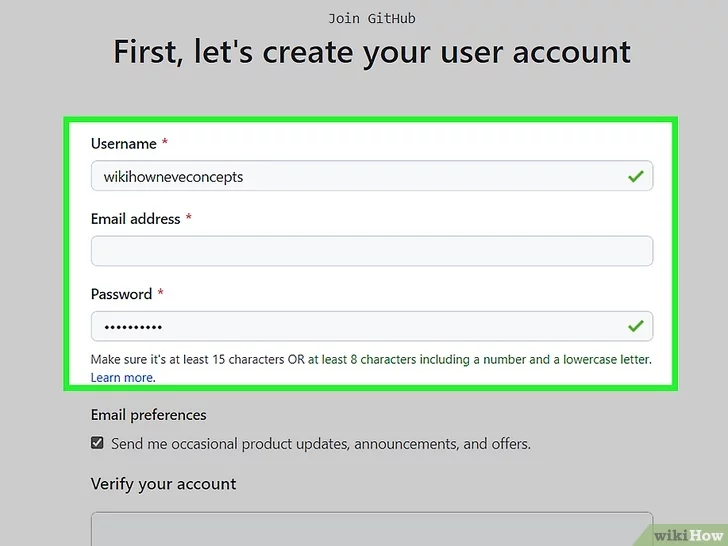 Join GitHub
First, let's create your user account
Username *
wikihowneveconcepts
Email address *
Password *
••••••••••
Make sure it's at least 15 characters OR at least 8 characters including a number and a lowercase letter.
Learn more.
Email preferences
Send me occasional product updates, announcements, and offers.
Verify your account
wikiHow